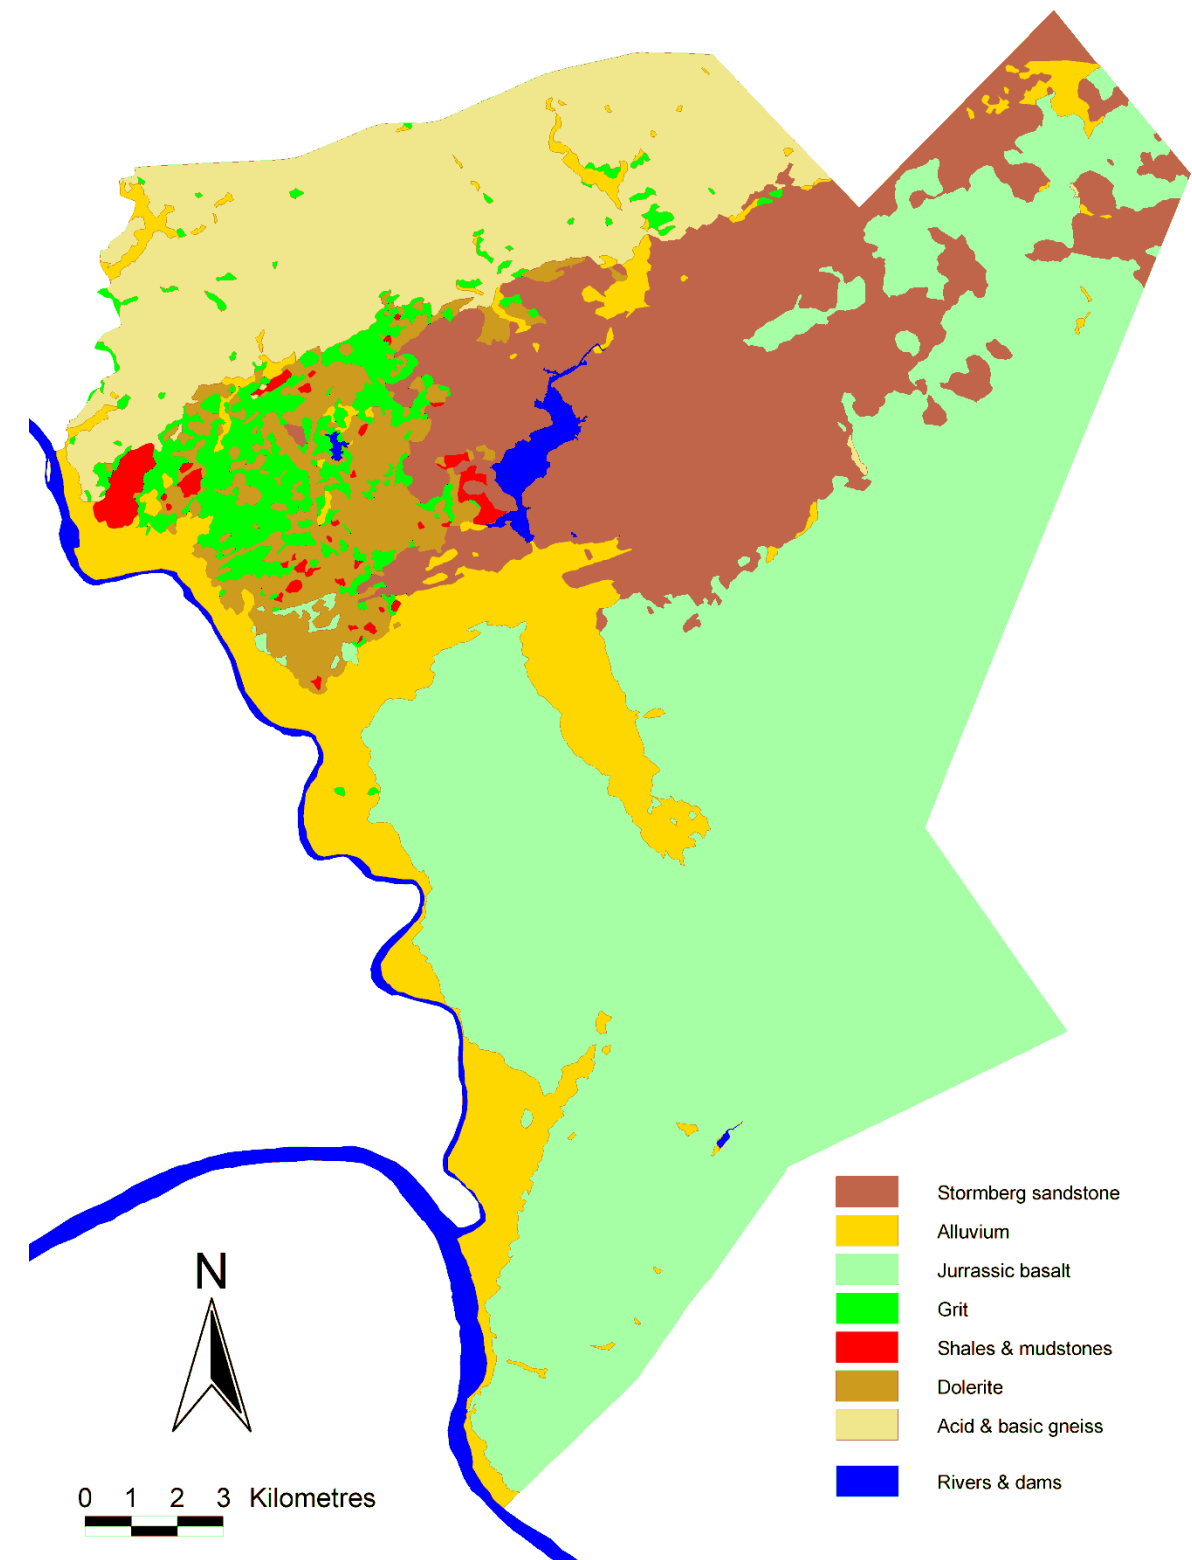 Stormberg sandstone
Alluvium
Jurrassic basalt
Grit
Shales & mudstones
Dolerite
Acid & basic gneiss
Rivers & dams
N
0 1 2 3 Kilometres